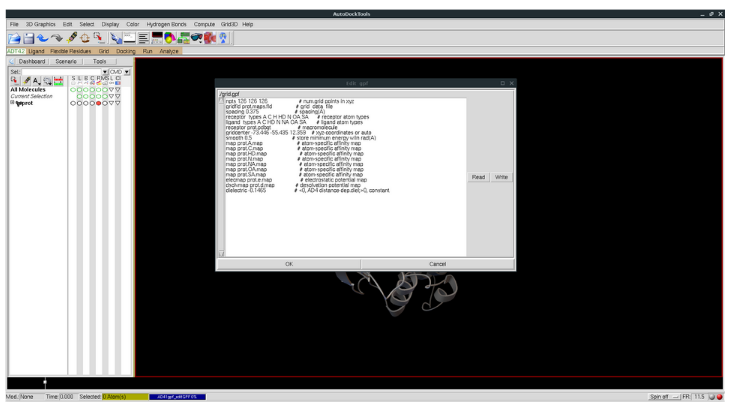 AutoDockTools
File 3D Graphics Edit Select Display Color Hydrogen Bonds Compute Grid3D Help
ADT4.2 Ligand Flexible Residues Grid Docking Run Analyze
Dashboard Scenario Tools
Sel.: CMD
S L B C R MS L Cl
All Molecules
Current Selection
prot
Edit gpf
./grid.gpf
npts 126 126 126 # num.grid points in xyz
gridfld prot.maps.fld # grid_data_file
spacing 0.375 # spacing(A)
receptor_types A C H HD N OA SA # receptor atom types
ligand_types A C HD N NA OA SA # ligand atom types
receptor prot.pdbqt # macromolecule
gridcenter -73.446 -55.435 12.359 # xyz-coordinates or auto
smooth 0.5 # store minimum energy w/in rad(A)
map prot.A.map # atom-specific affinity map
map prot.C.map # atom-specific affinity map
map prot.HD.map # atom-specific affinity map
map prot.N.map # atom-specific affinity map
map prot.NA.map # atom-specific affinity map
map prot.OA.map # atom-specific affinity map
map prot.SA.map # atom-specific affinity map
elecmap prot.e.map # electrostatic potential map
dsolvmap prot.d.map # desolvation potential map
dielectric -0.1465 # <0, AD4 distance-dep.diel;>0, constant
Read Write
OK Cancel
Mod.: None Time: 0.000 Selected: 0 Atom(s) Spin off FR: 11.5